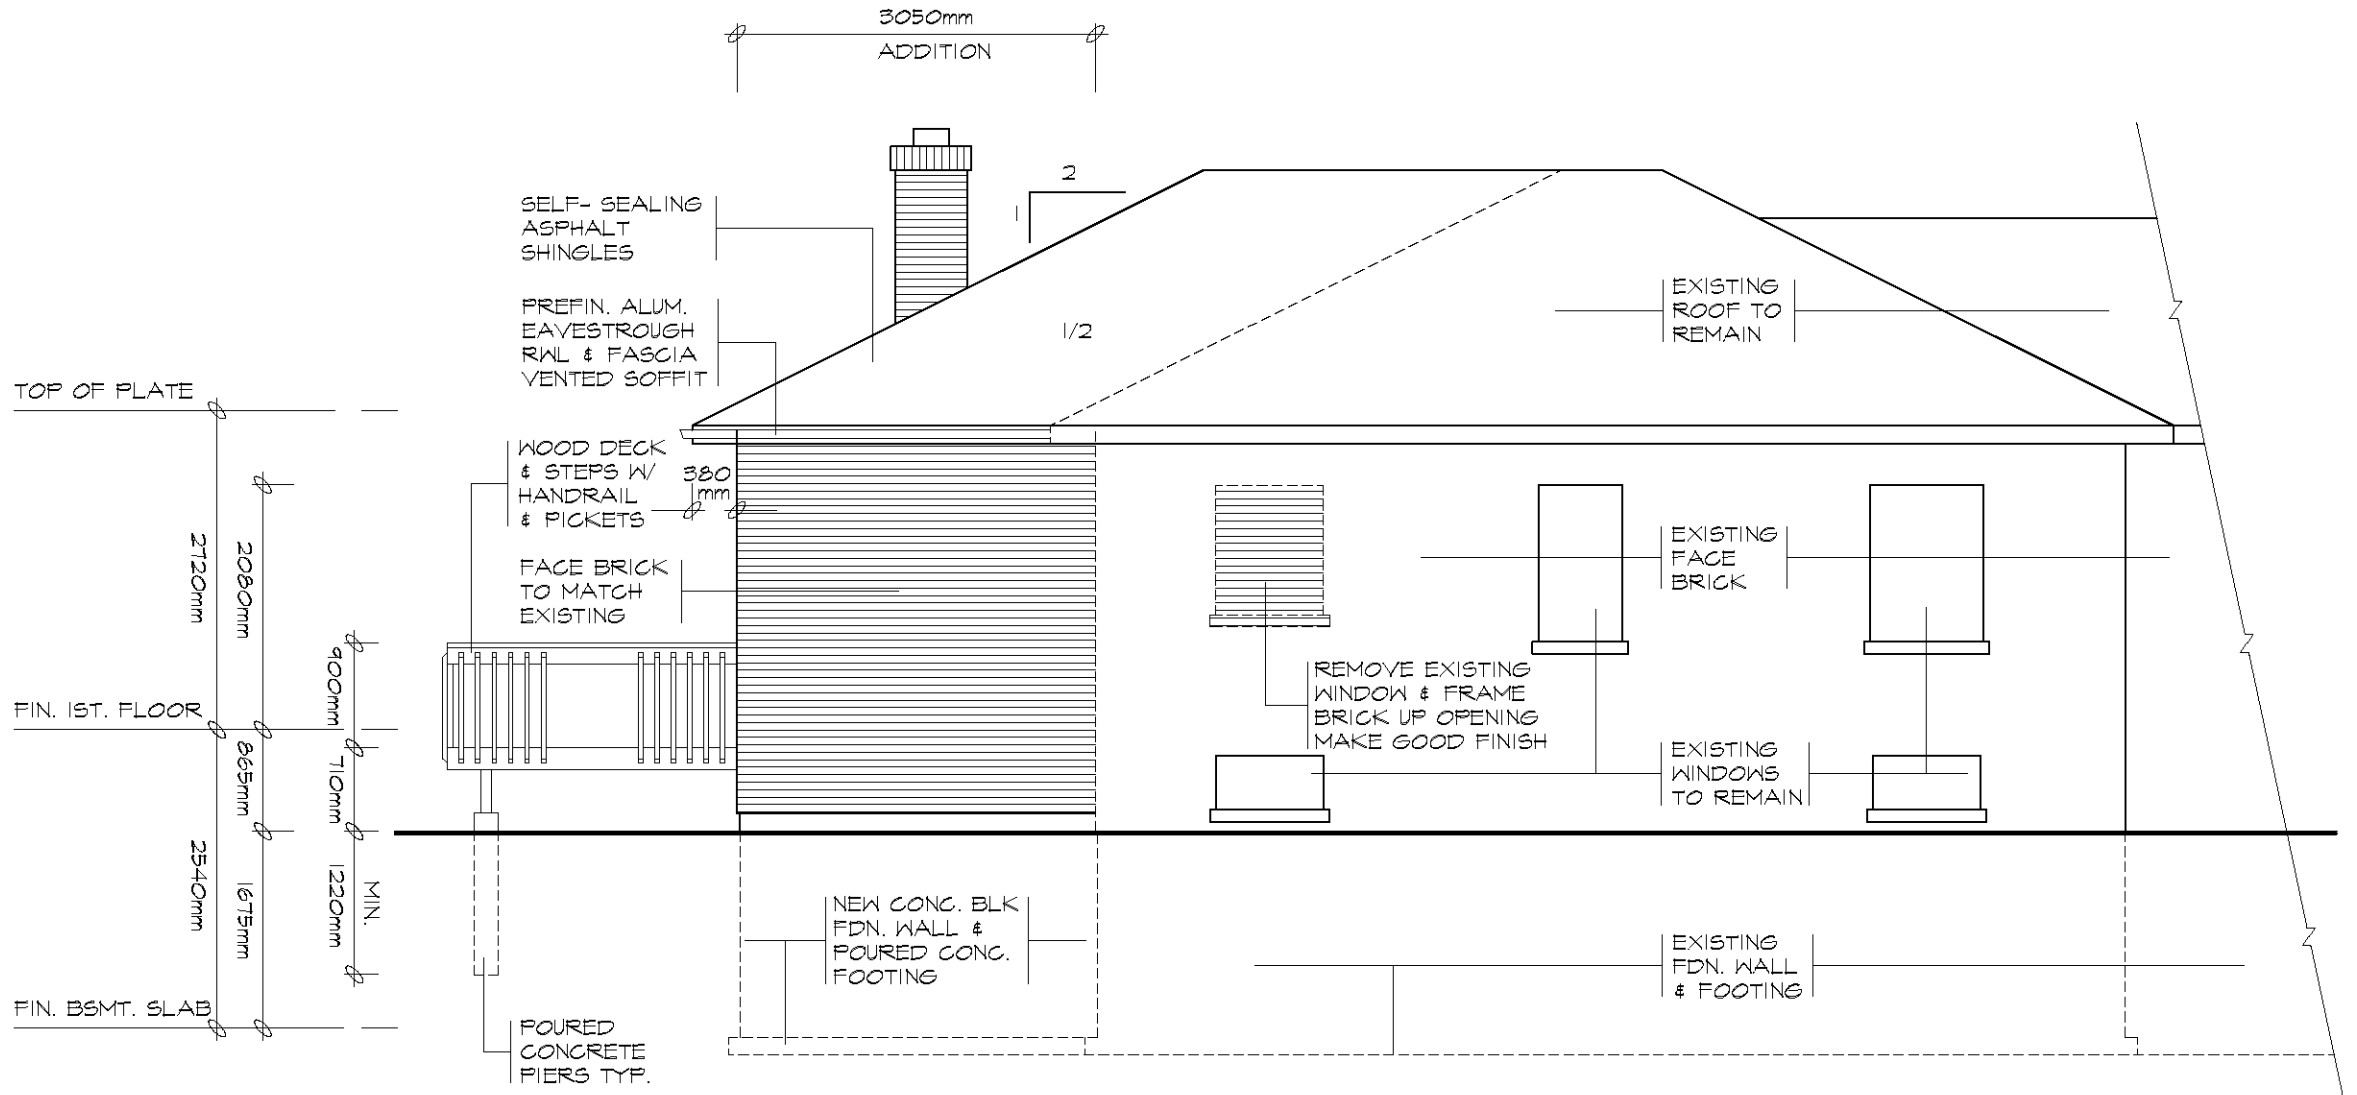 3050mm
ADDITION
2
1
SELF- SEALING
ASPHALT
SHINGLES
PREFIN. ALUM.
EAVESTROUGH
RWL & FASCIA
VENTED SOFFIT
1/2
EXISTING
ROOF TO
REMAIN
TOP OF PLATE
WOOD DECK
& STEPS W/
HANDRAIL
& PICKETS
380
mm
FACE BRICK
TO MATCH
EXISTING
EXISTING
FACE
BRICK
2720mm
2080mm
900mm
FIN. 1ST. FLOOR
REMOVE EXISTING
WINDOW & FRAME
BRICK UP OPENING
MAKE GOOD FINISH
EXISTING
WINDOWS
TO REMAIN
865mm
710mm
2540mm
1675mm
1220mm
MIN.
NEW CONC. BLK
FDN. WALL &
POURED CONC.
FOOTING
EXISTING
FDN. WALL
& FOOTING
FIN. BSMT. SLAB
POURED
CONCRETE
PIERS TYP.